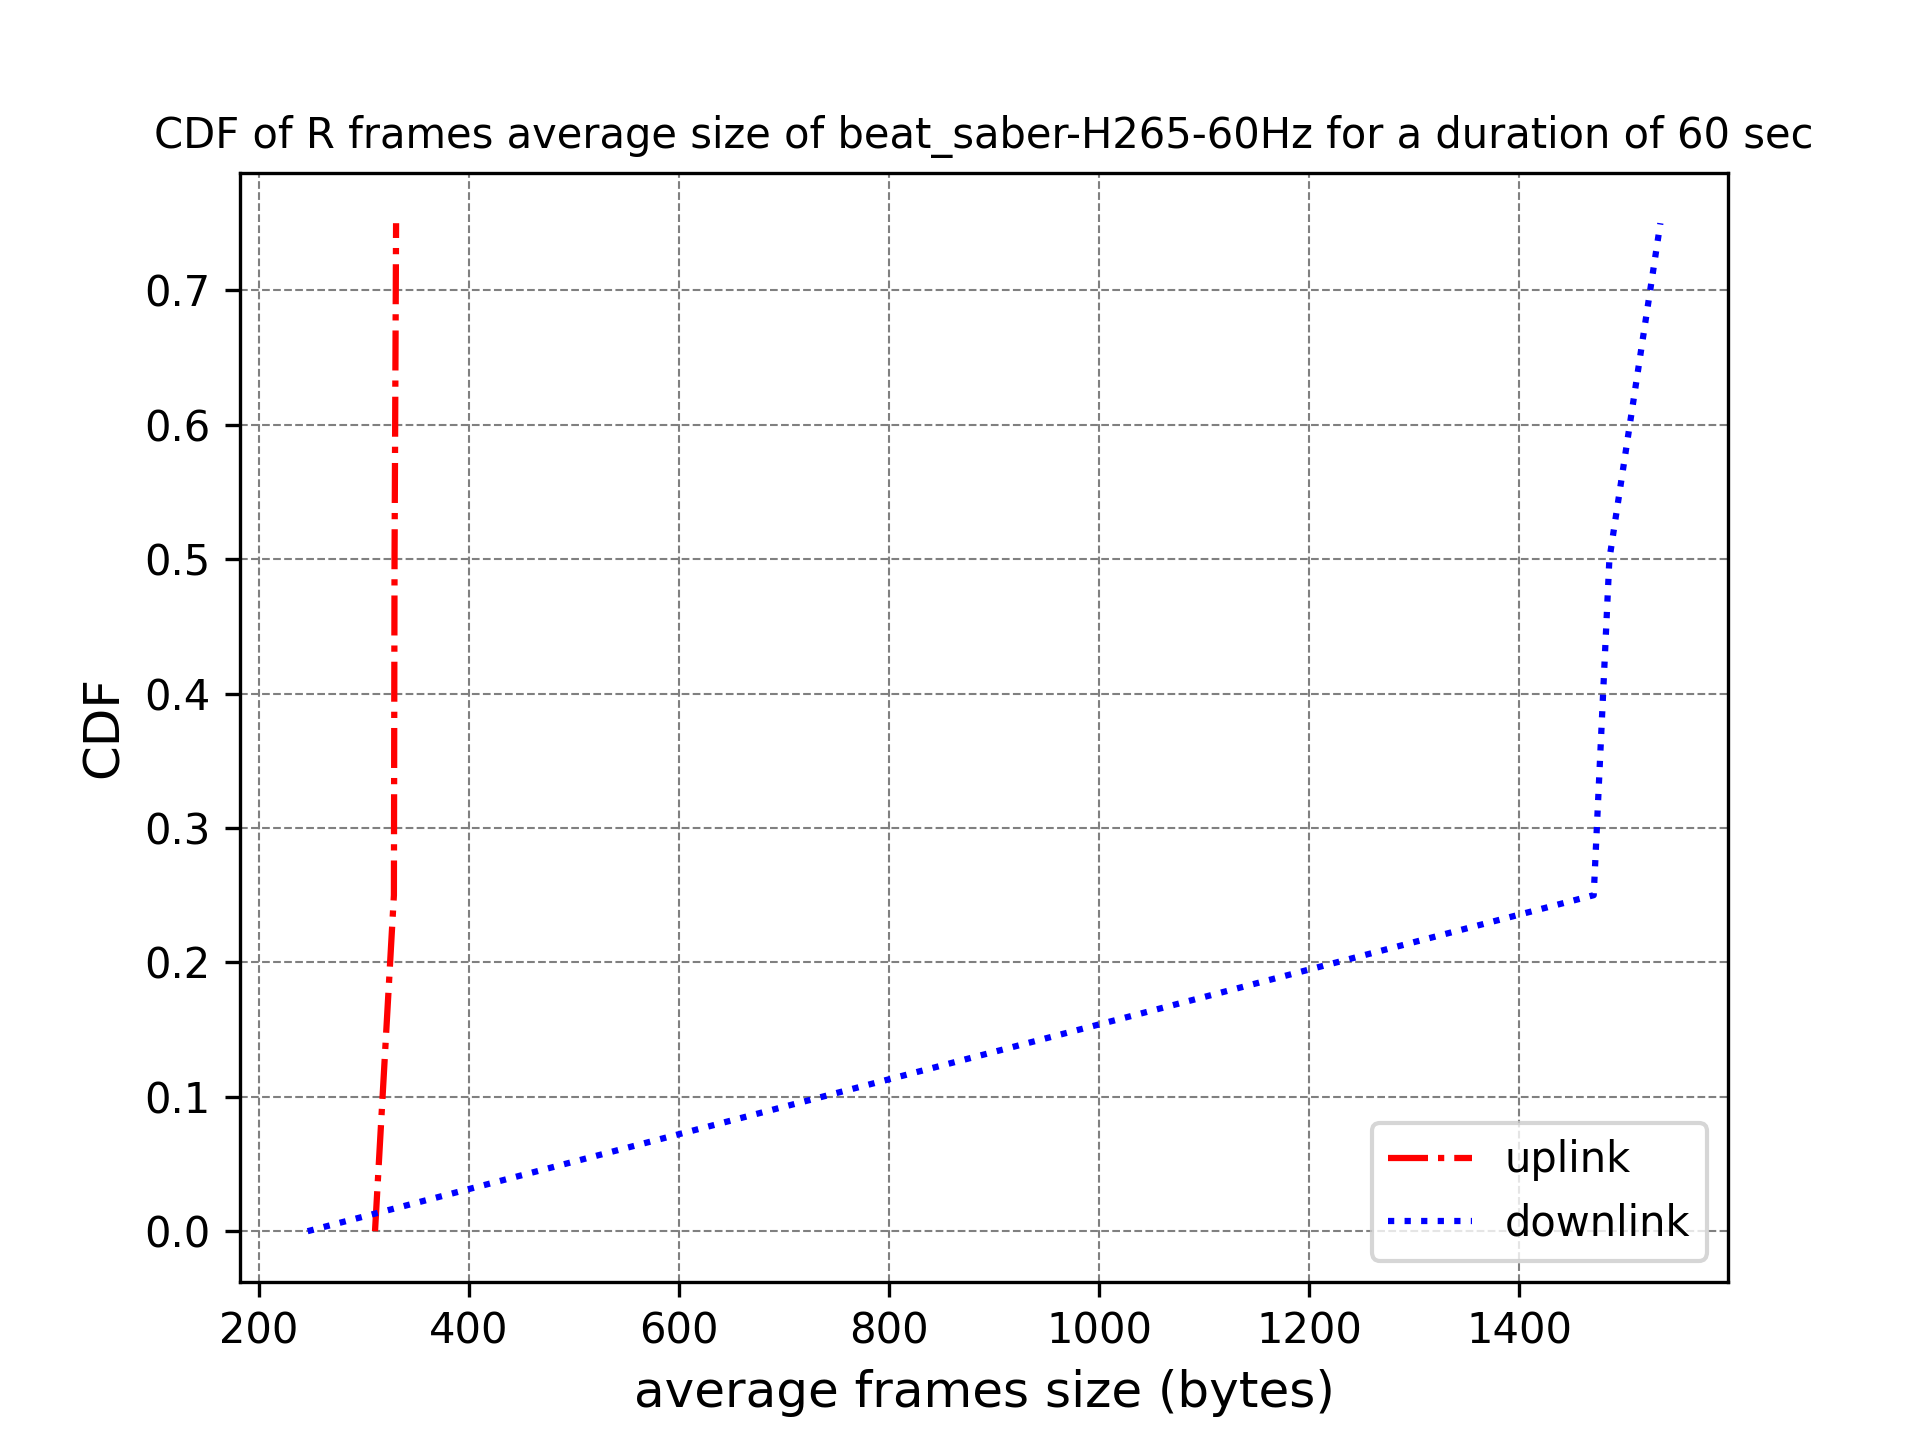 CDF of R frames average size of beat_saber-H265-60Hz for a duration of 60 sec
0.7
0.6
0.5
0.4
0.3
0.2
0.1
0.0
CDF
uplink
downlink
200 400 600 800 1000 1200 1400
average frames size (bytes)